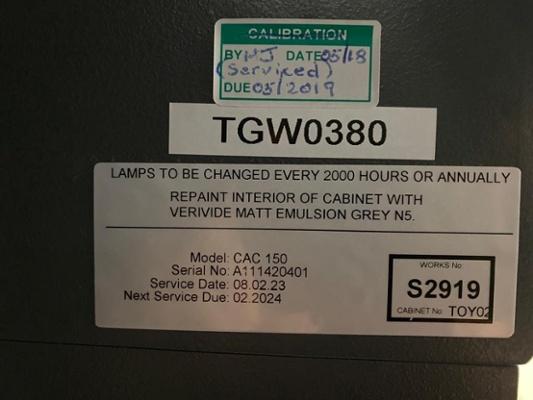 CALIBRATION
BY NJ DATE 05/18
(Serviced)
DUE 05/2019
TGW0380
LAMPS TO BE CHANGED EVERY 2000 HOURS OR ANNUALLY
REPAINT INTERIOR OF CABINET WITH
VERIVIDE MATT EMULSION GREY N5.
Model: CAC 150
Serial No: A111420401
Service Date: 08.02.23
Next Service Due: 02.2024
WORKS No
S2919
CABINET No TOY02